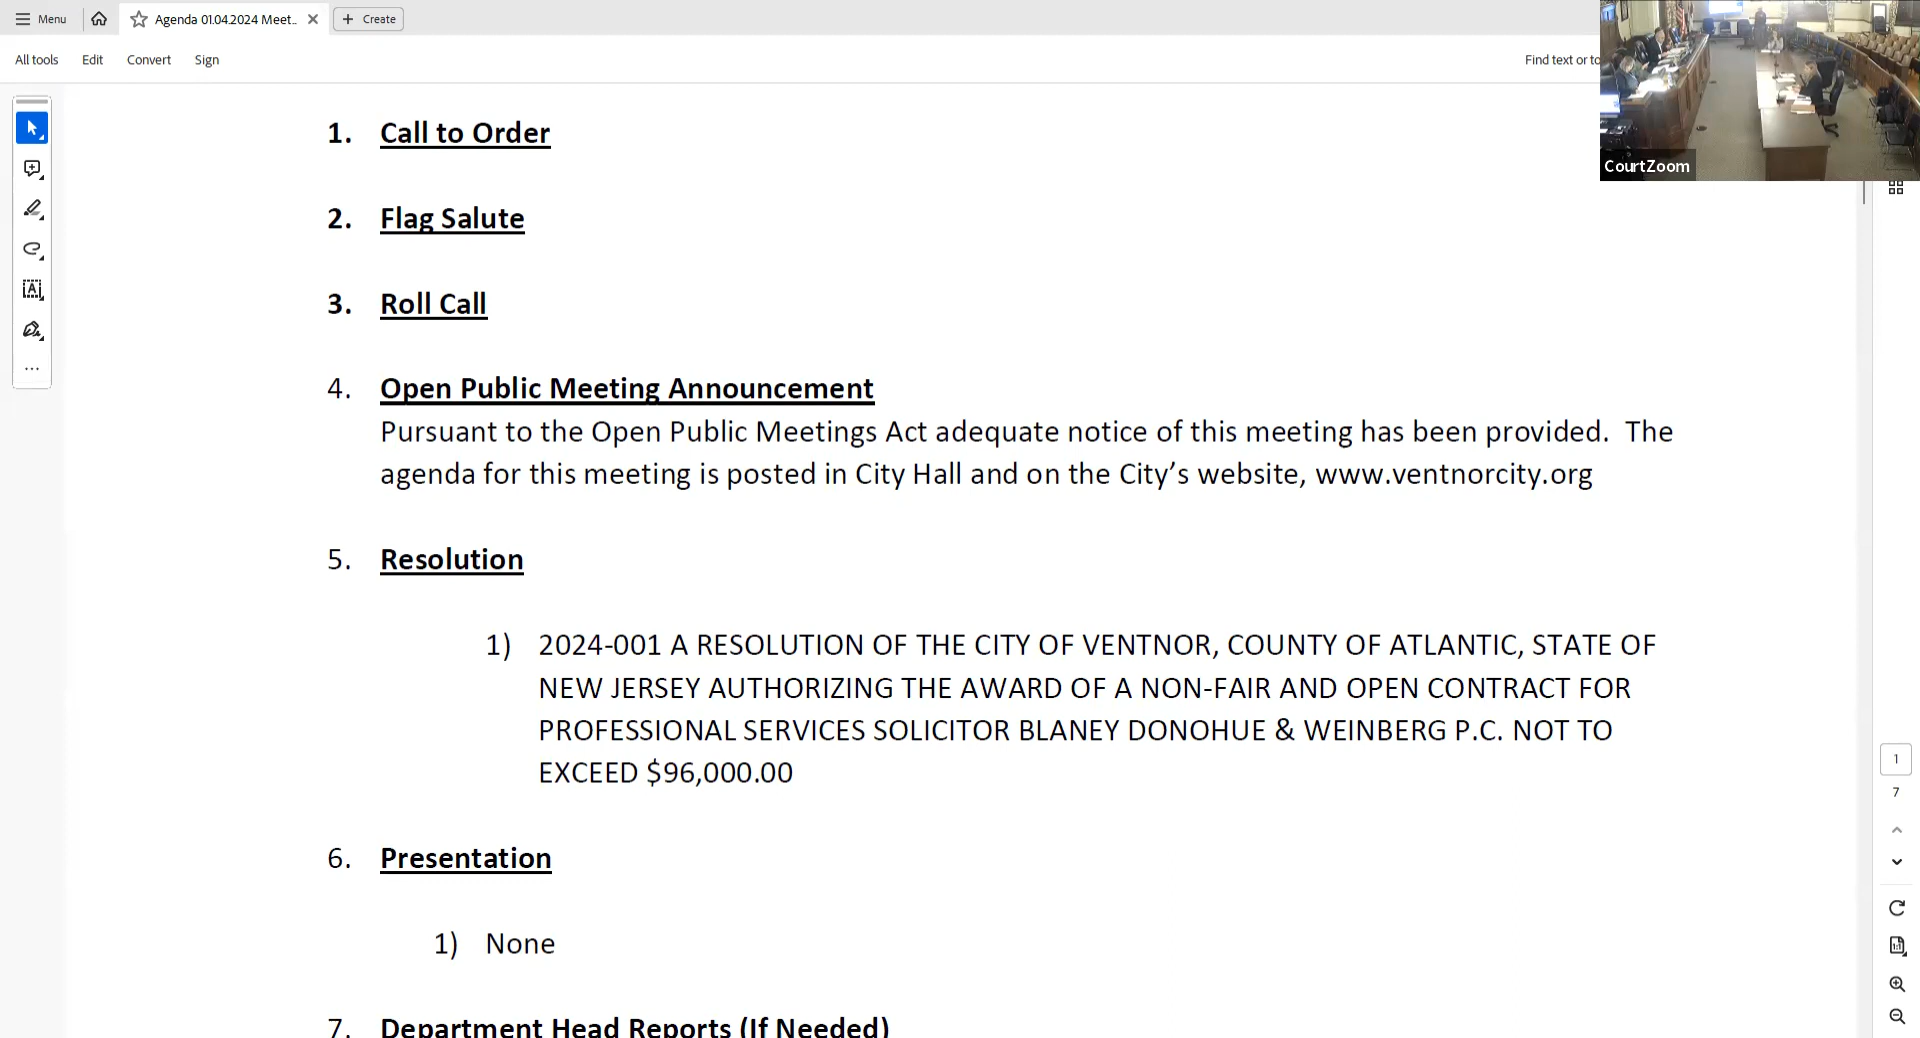 Menu
Agenda 01.04.2024 Meet..
Create
All tools
Edit
Convert
Sign
Find text or to
CourtZoom
1. Call to Order
2. Flag Salute
3. Roll Call
4. Open Public Meeting Announcement
Pursuant to the Open Public Meetings Act adequate notice of this meeting has been provided. The
agenda for this meeting is posted in City Hall and on the City’s website, www.ventnorcity.org
5. Resolution
1) 2024-001 A RESOLUTION OF THE CITY OF VENTNOR, COUNTY OF ATLANTIC, STATE OF
NEW JERSEY AUTHORIZING THE AWARD OF A NON-FAIR AND OPEN CONTRACT FOR
PROFESSIONAL SERVICES SOLICITOR BLANEY DONOHUE & WEINBERG P.C. NOT TO
EXCEED $96,000.00
6. Presentation
1) None
7. Department Head Reports (If Needed)
1
7